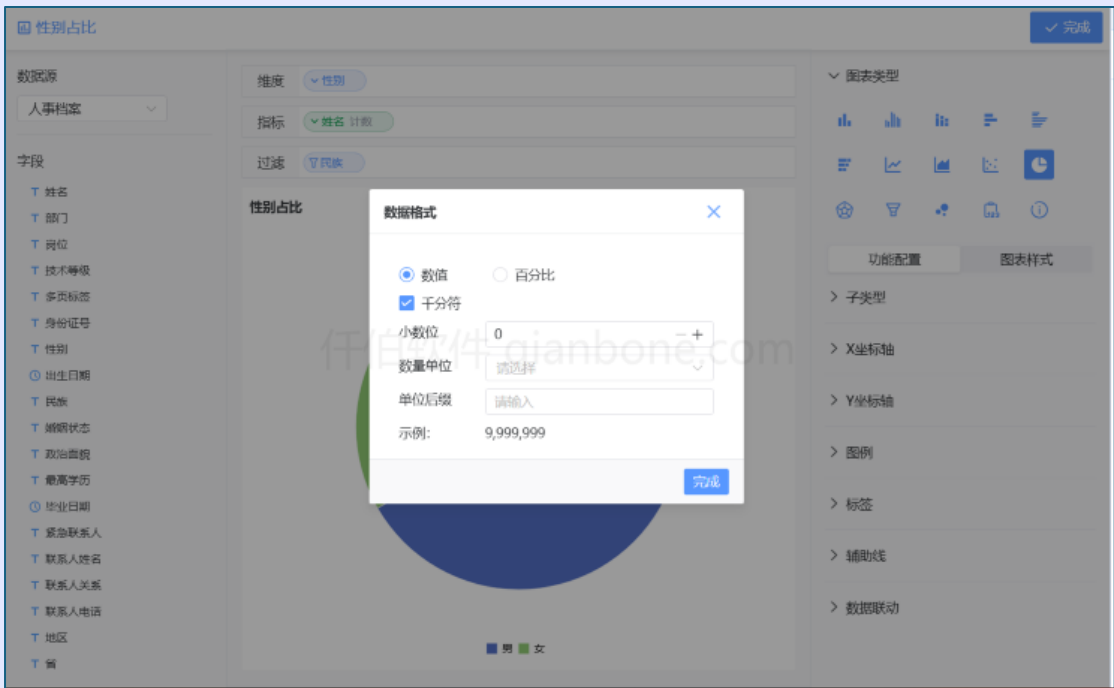 性别占比
完成
数据源
人事档案
字段
姓名
部门
岗位
技术等级
多页标签
身份证号
性别
出生日期
民族
婚姻状态
政治面貌
最高学历
毕业日期
紧急联系人
联系人姓名
联系人关系
联系人电话
地区
省
维度 性别
指标 姓名 计数
过滤 民族
性别占比
数据格式
数值 百分比
千分符
小数位 0
数量单位 请选择
单位后缀 请输入
示例: 9,999,999
完成
仟佰软件 qianbone.com
男 女
图表类型
功能配置 图表样式
子类型
X坐标轴
Y坐标轴
图例
标签
辅助线
数据联动